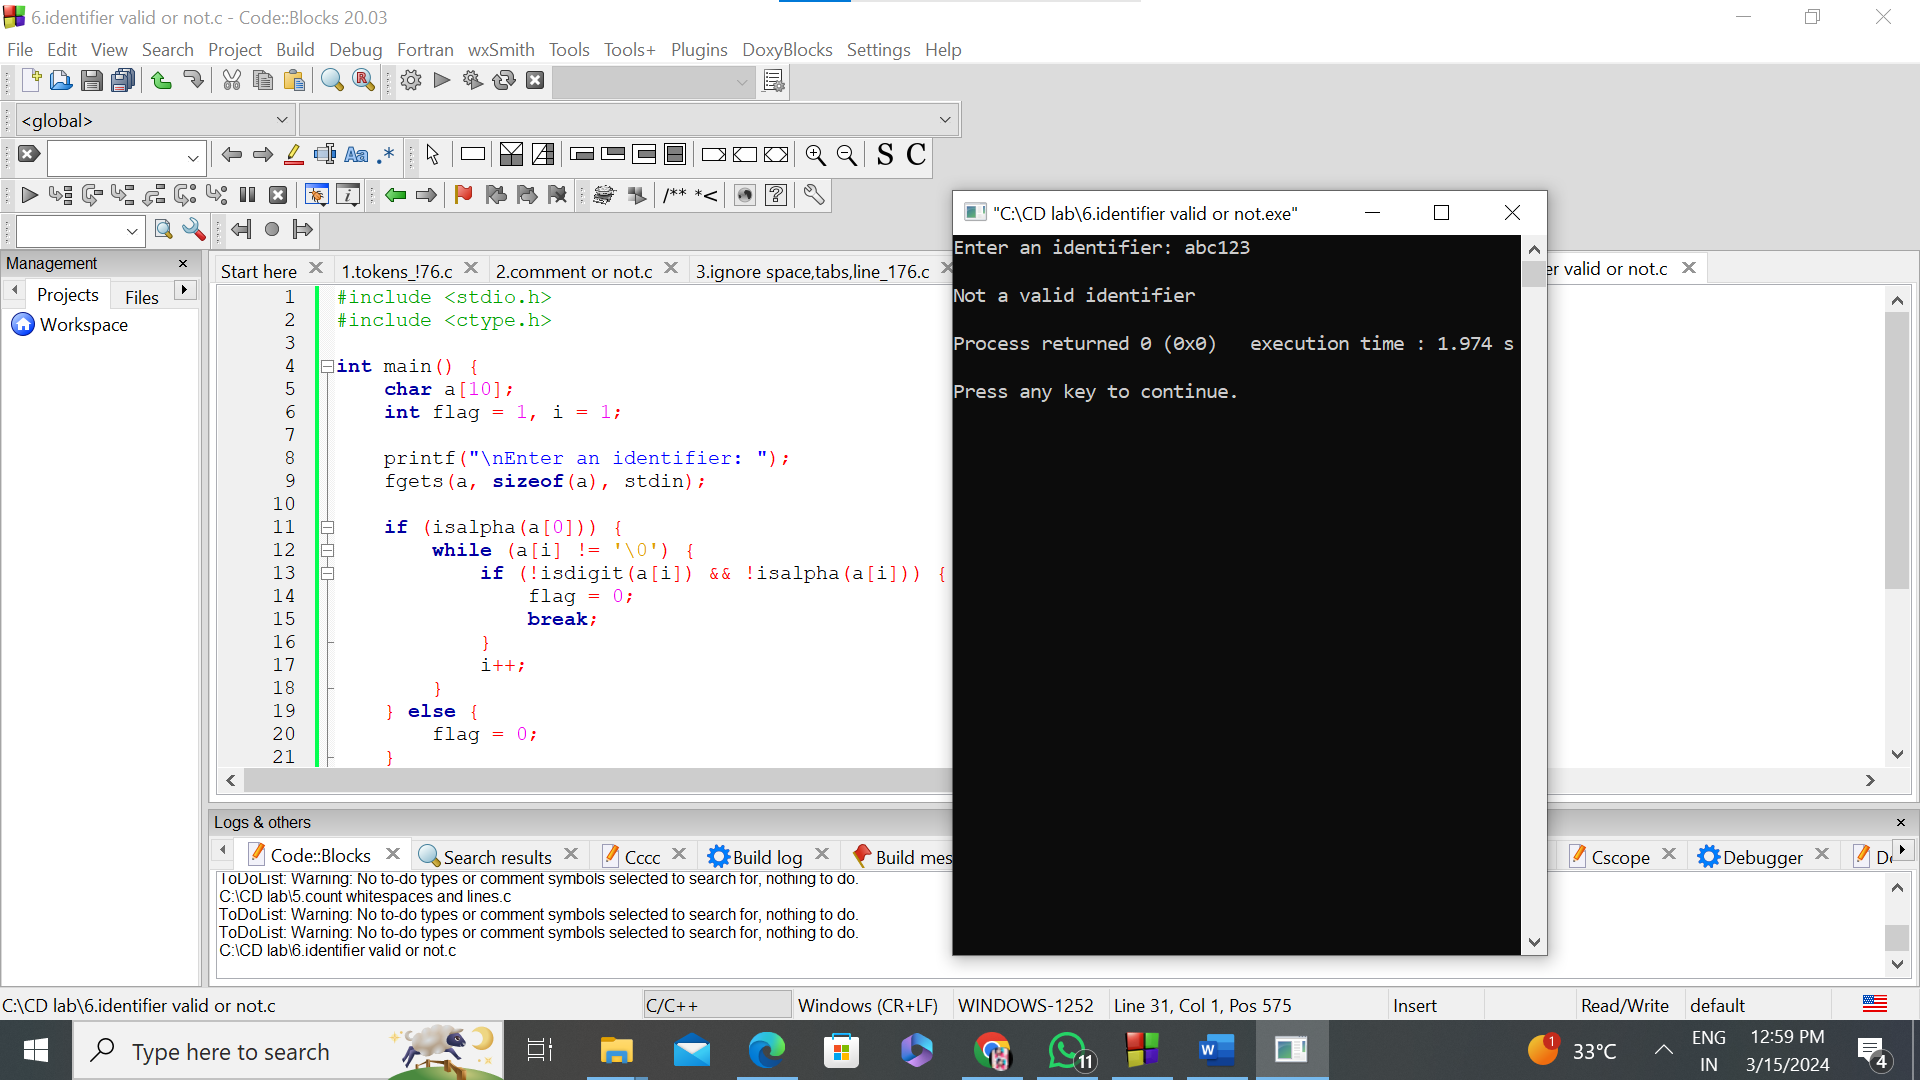 6.identifier valid or not.c - Code::Blocks 20.03
File Edit View Search Project Build Debug Fortran wxSmith Tools Tools+ Plugins DoxyBlocks Settings Help
<global>
Aa .* S C
/** *<
Management
Projects Files
Workspace
Start here 1.tokens_!76.c 2.comment or not.c 3.ignore space,tabs,line_176.c er valid or not.c
1 #include <stdio.h>
2 #include <ctype.h>
3
4 int main() {
5 char a[10];
6 int flag = 1, i = 1;
7
8 printf("\nEnter an identifier: ");
9 fgets(a, sizeof(a), stdin);
10
11 if (isalpha(a[0])) {
12 while (a[i] != '\0') {
13 if (!isdigit(a[i]) && !isalpha(a[i])) {
14 flag = 0;
15 break;
16 }
17 i++;
18 }
19 } else {
20 flag = 0;
21 }
"C:\CD lab\6.identifier valid or not.exe"
Enter an identifier: abc123
Not a valid identifier
Process returned 0 (0x0) execution time : 1.974 s
Press any key to continue.
Logs & others
Code::Blocks Search results Cccc Build log Build mes Cscope Debugger
ToDoList: Warning: No to-do types or comment symbols selected to search for, nothing to do.
C:\CD lab\5.count whitespaces and lines.c
ToDoList: Warning: No to-do types or comment symbols selected to search for, nothing to do.
ToDoList: Warning: No to-do types or comment symbols selected to search for, nothing to do.
C:\CD lab\6.identifier valid or not.c
C:\CD lab\6.identifier valid or not.c C/C++ Windows (CR+LF) WINDOWS-1252 Line 31, Col 1, Pos 575 Insert Read/Write default
Type here to search 11 1 33°C ENG IN 12:59 PM 3/15/2024 4